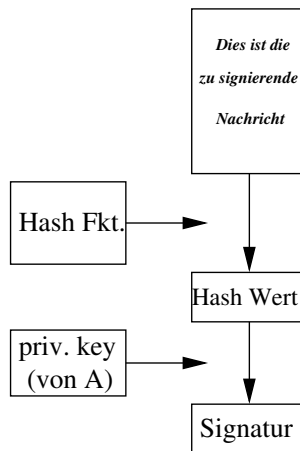 Dies ist die
zu signierende
Nachricht
Hash Fkt.
Hash Wert
priv. key
(von A)
Signatur